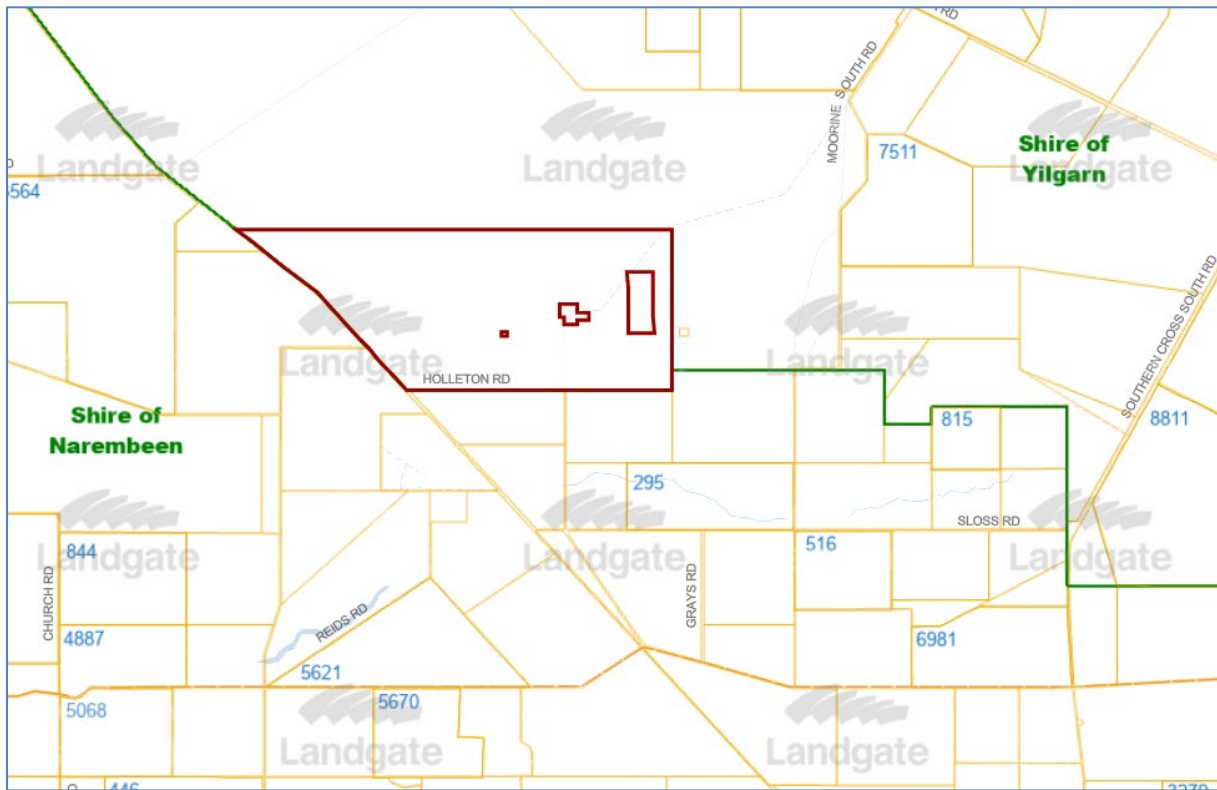 MOORINE SOUTH RD
RD
Landgate
Landgate
Landgate
7511
Shire of
Yilgarn
5564
SOUTHERN CROSS SOUTH RD
Landgate
Landgate
HOLLETON RD
Shire of
Narembeen
815
8811
295
SLOSS RD
Landgate
Landgate
Landgate
844
516
CHURCH RD
GRAYS RD
REIDS RD
4887
6981
5621
5068
5670
Landgate
Landgate
446
3279